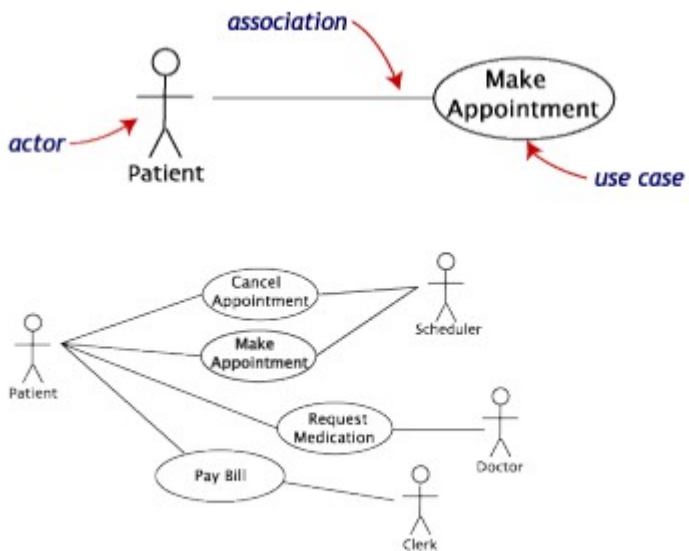 association
Make
Appointment
actor
Patient
use case
Cancel
Appointment
Scheduler
Make
Appointment
Patient
Request
Medication
Doctor
Pay Bill
Clerk